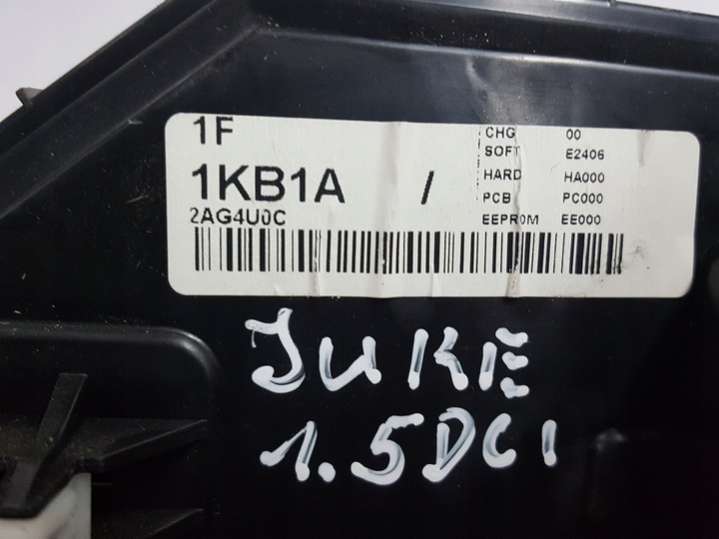 1F
1KB1A /
2AG4U0C
CHG 00
SOFT E2406
HARD HA000
PCB PC000
EEPROM EE000
JUKE
1.5DCI